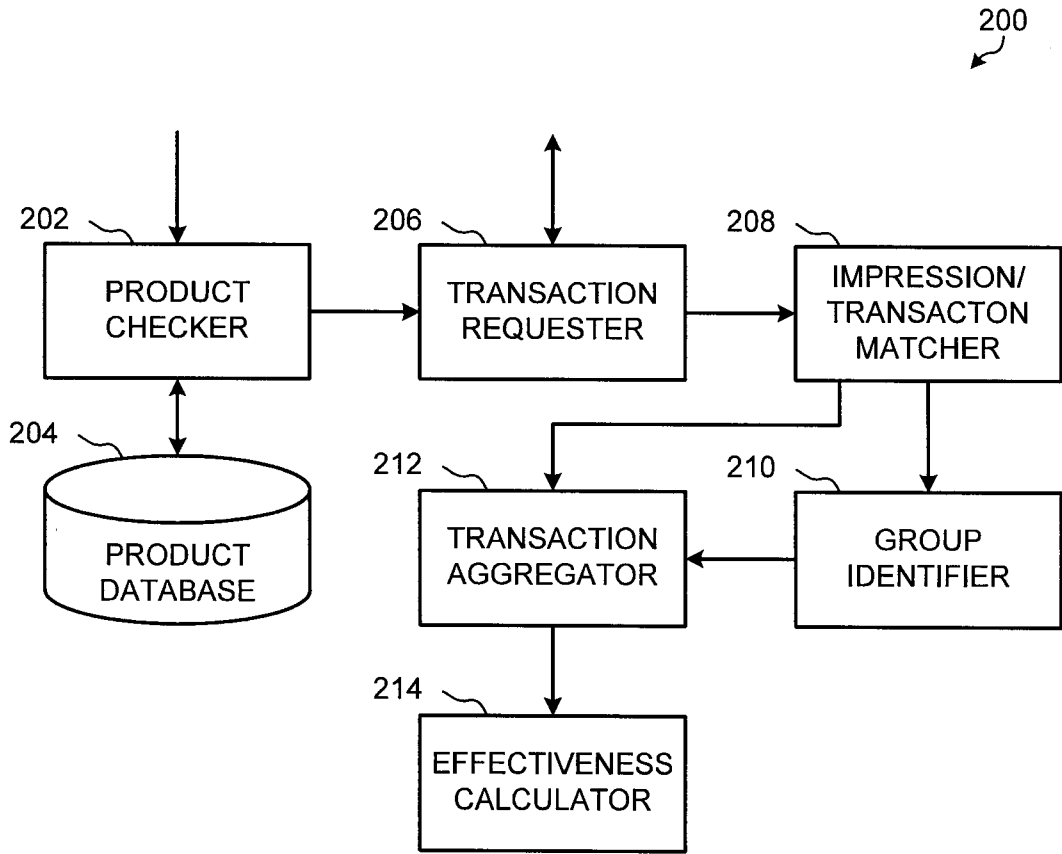 200
202
PRODUCT
CHECKER
206
TRANSACTION
REQUESTER
208
IMPRESSION/
TRANSACTON
MATCHER
204
PRODUCT
DATABASE
212
TRANSACTION
AGGREGATOR
210
GROUP
IDENTIFIER
214
EFFECTIVENESS
CALCULATOR